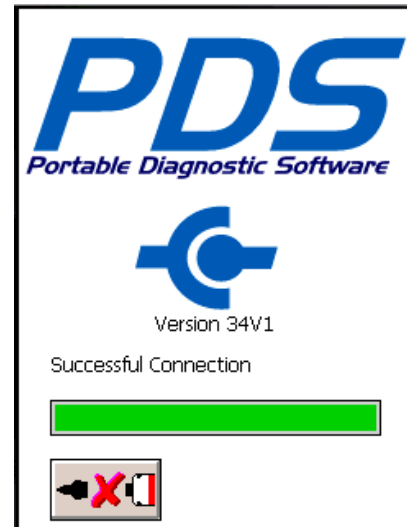 PDS
Portable Diagnostic Software
Version 34V1
Successful Connection